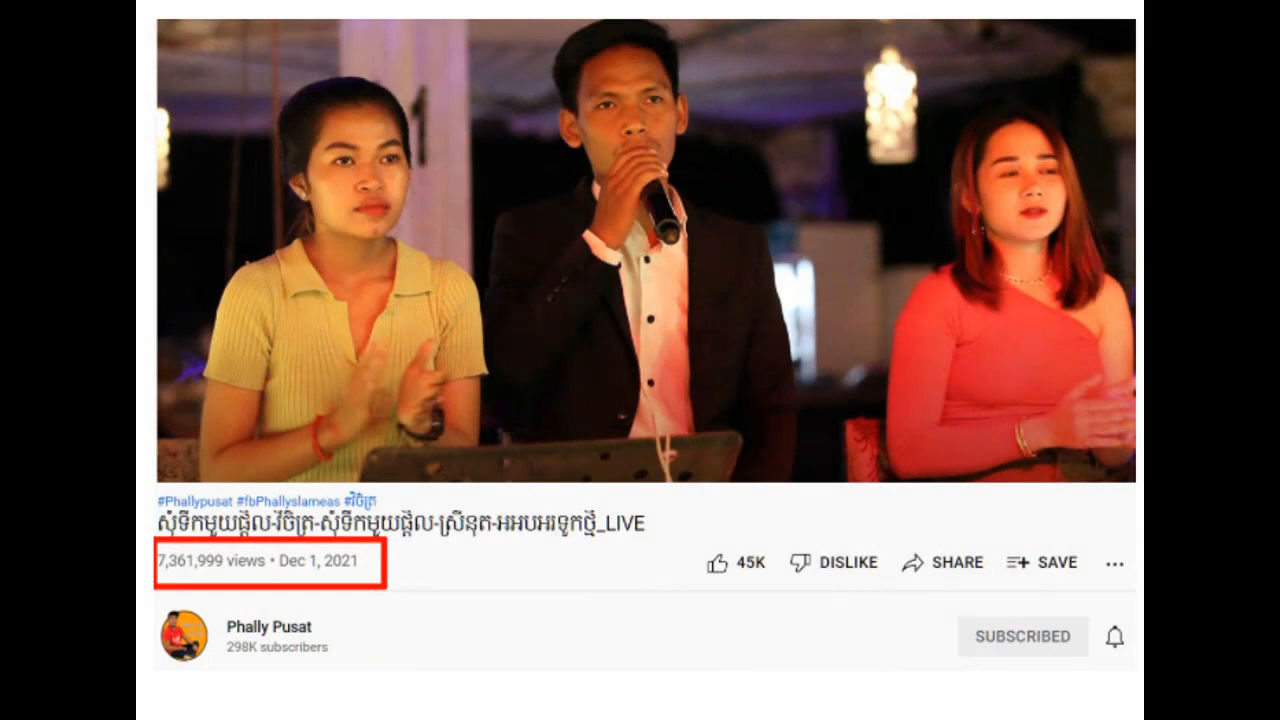 #Phallypusat #fbPhallyslameas #វិចិត្រ
សុំទឹកមួយផ្តិល-វិចិត្រ-សុំទឹកមួយផ្តិល-ស្រីនុត-អអបអរទូកថ្មី_LIVE
7,361,999 views • Dec 1, 2021
45K DISLIKE SHARE SAVE
Phally Pusat
298K subscribers
SUBSCRIBED